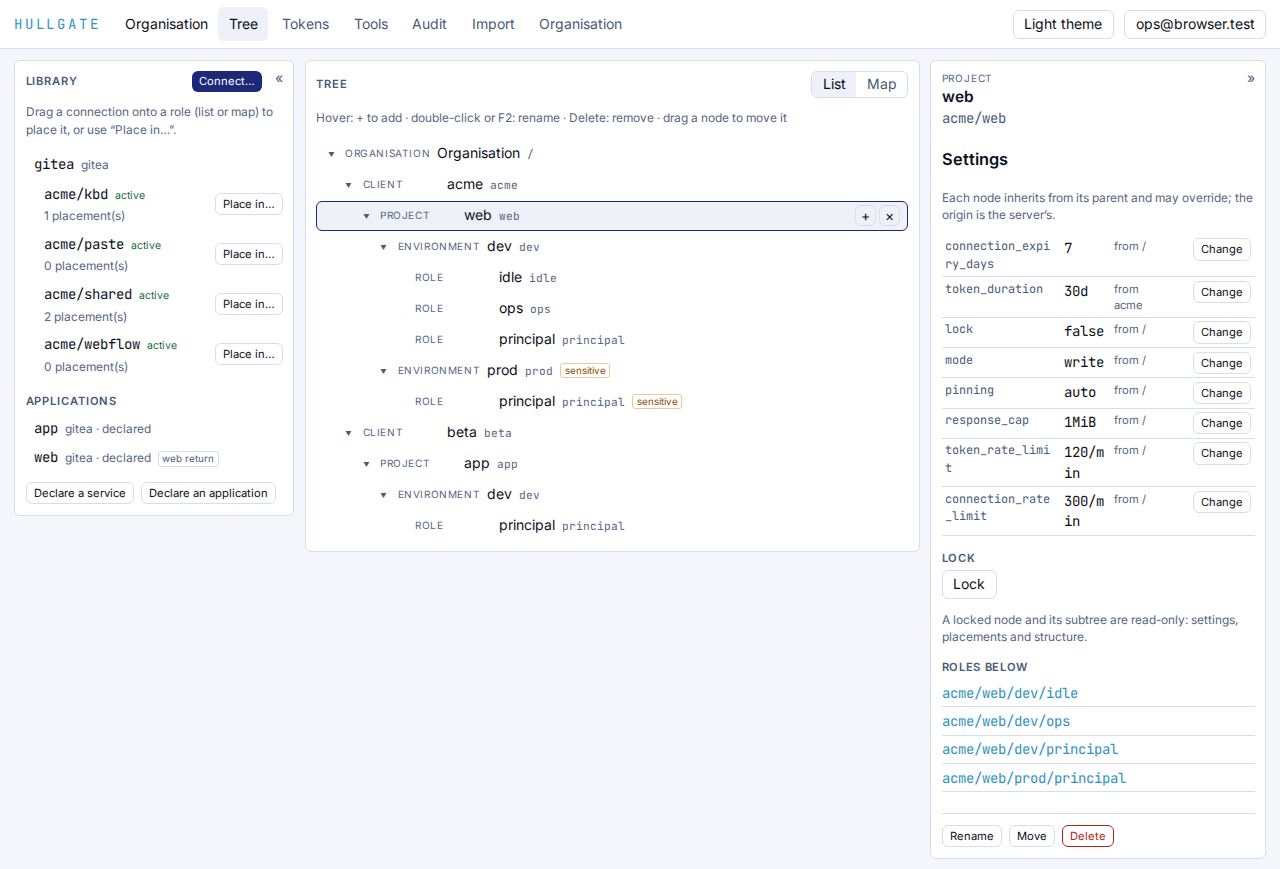 HULLGATE Organisation Tree Tokens Tools Audit Import Organisation Light theme ops@browser.test
LIBRARY Connect... «
Drag a connection onto a role (list or map) to
place it, or use “Place in…”.
gitea gitea
acme/kbd active
1 placement(s)
Place in...
acme/paste active
0 placement(s)
Place in...
acme/shared active
2 placement(s)
Place in...
acme/webflow active
0 placement(s)
Place in...
APPLICATIONS
app gitea · declared
web gitea · declared web return
Declare a service Declare an application
TREE List Map
Hover: + to add · double-click or F2: rename · Delete: remove · drag a node to move it
▾ ORGANISATION Organisation /
▾ CLIENT acme acme
▾ PROJECT web web + ×
▾ ENVIRONMENT dev dev
ROLE idle idle
ROLE ops ops
ROLE principal principal
▾ ENVIRONMENT prod prod sensitive
ROLE principal principal sensitive
▾ CLIENT beta beta
▾ PROJECT app app
▾ ENVIRONMENT dev dev
ROLE principal principal
PROJECT »
web
acme/web
Settings
Each node inherits from its parent and may override; the
origin is the server’s.
connection_expi
ry_days
7 from / Change
token_duration 30d from
acme
Change
lock false from / Change
mode write from / Change
pinning auto from / Change
response_cap 1MiB from / Change
token_rate_limi
t
120/m
in
from / Change
connection_rate
_limit
300/m
in
from / Change
LOCK
Lock
A locked node and its subtree are read-only: settings,
placements and structure.
ROLES BELOW
acme/web/dev/idle
acme/web/dev/ops
acme/web/dev/principal
acme/web/prod/principal
Rename Move Delete